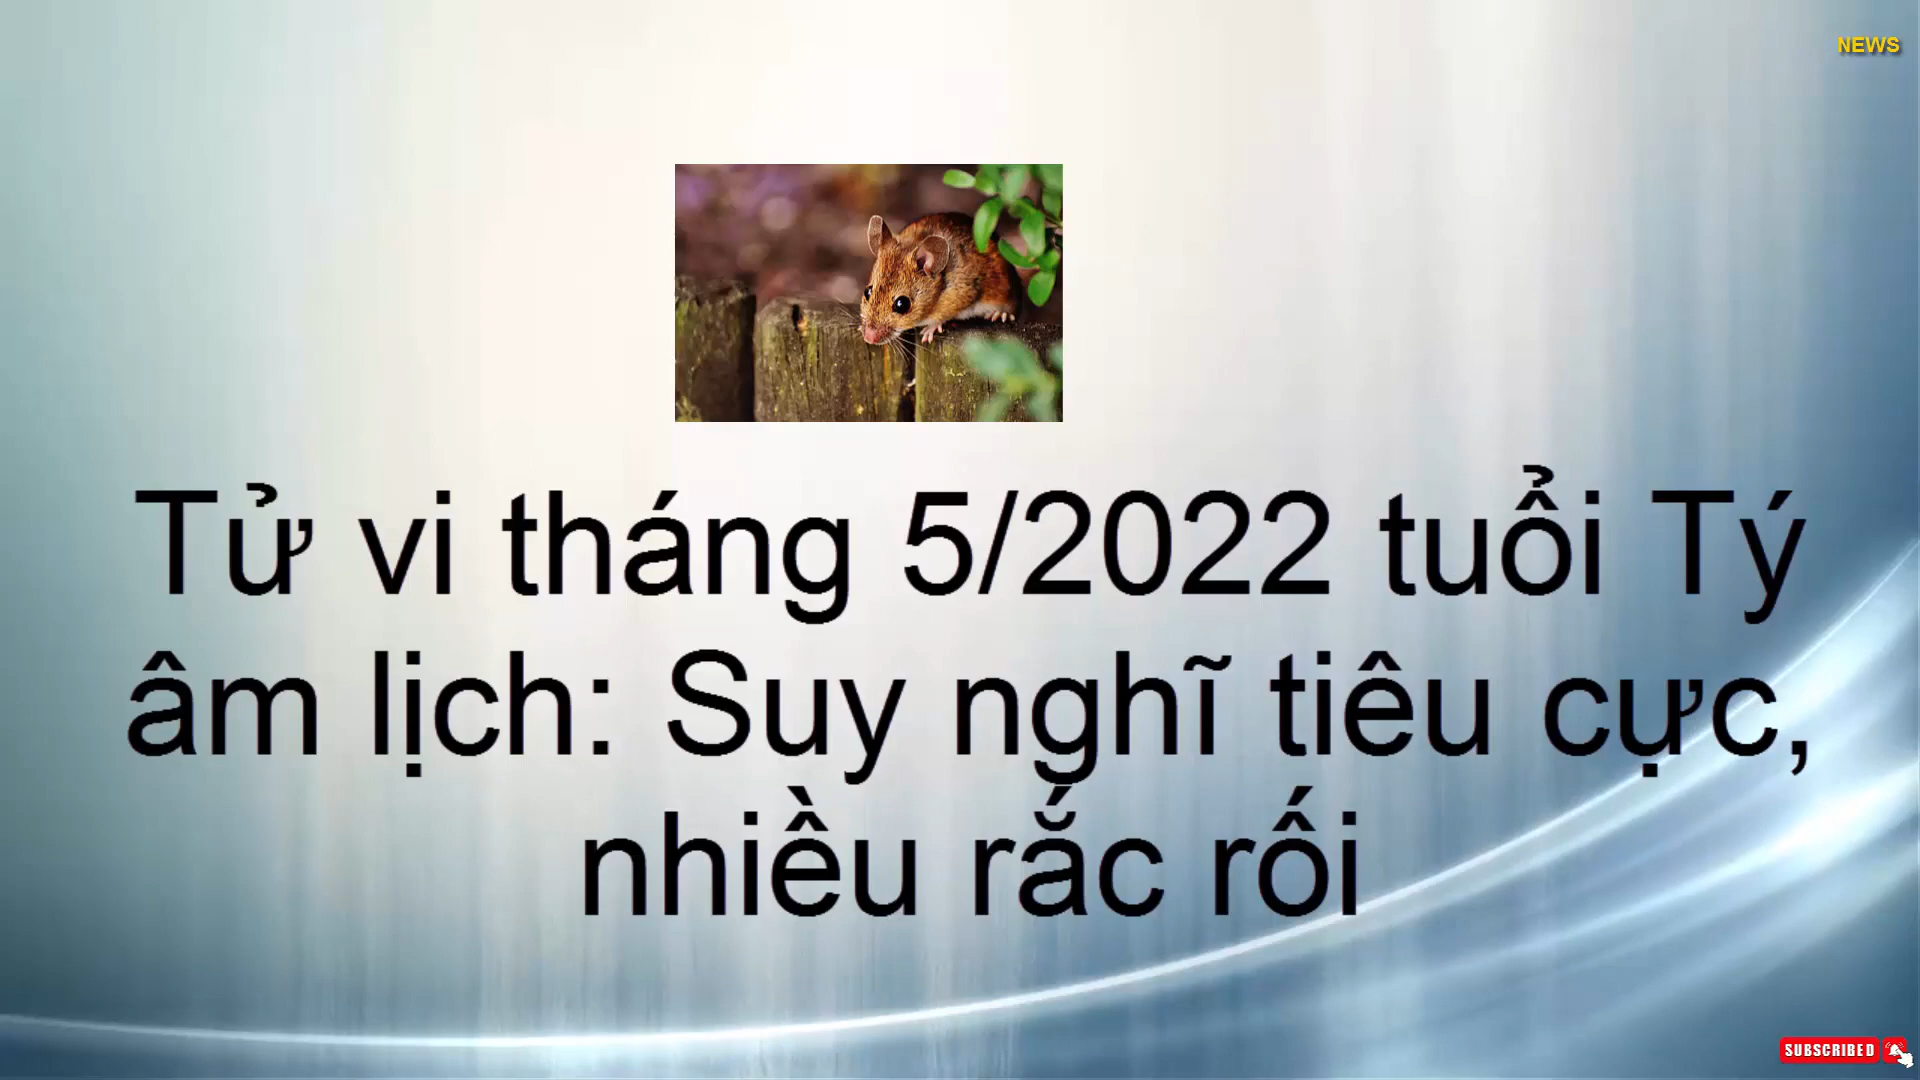 NEWS
Tử vi tháng 5/2022 tuổi Tý
âm lịch: Suy nghĩ tiêu cực,
nhiều rắc rối
SUBSCRIBED